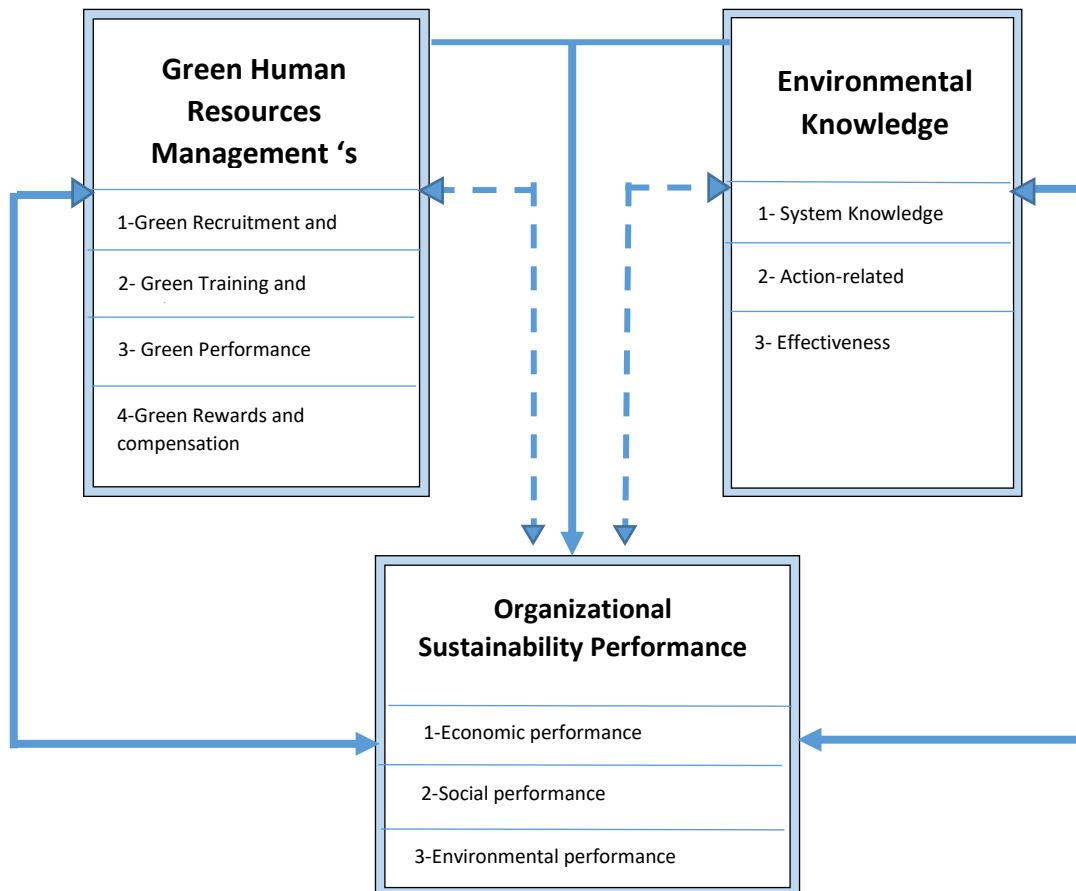 Green Human
Resources
Management ‘s
1-Green Recruitment and
2- Green Training and
3- Green Performance
4-Green Rewards and
compensation
Environmental
Knowledge
1- System Knowledge
2- Action-related
3- Effectiveness
Organizational
Sustainability Performance
1-Economic performance
2-Social performance
3-Environmental performance